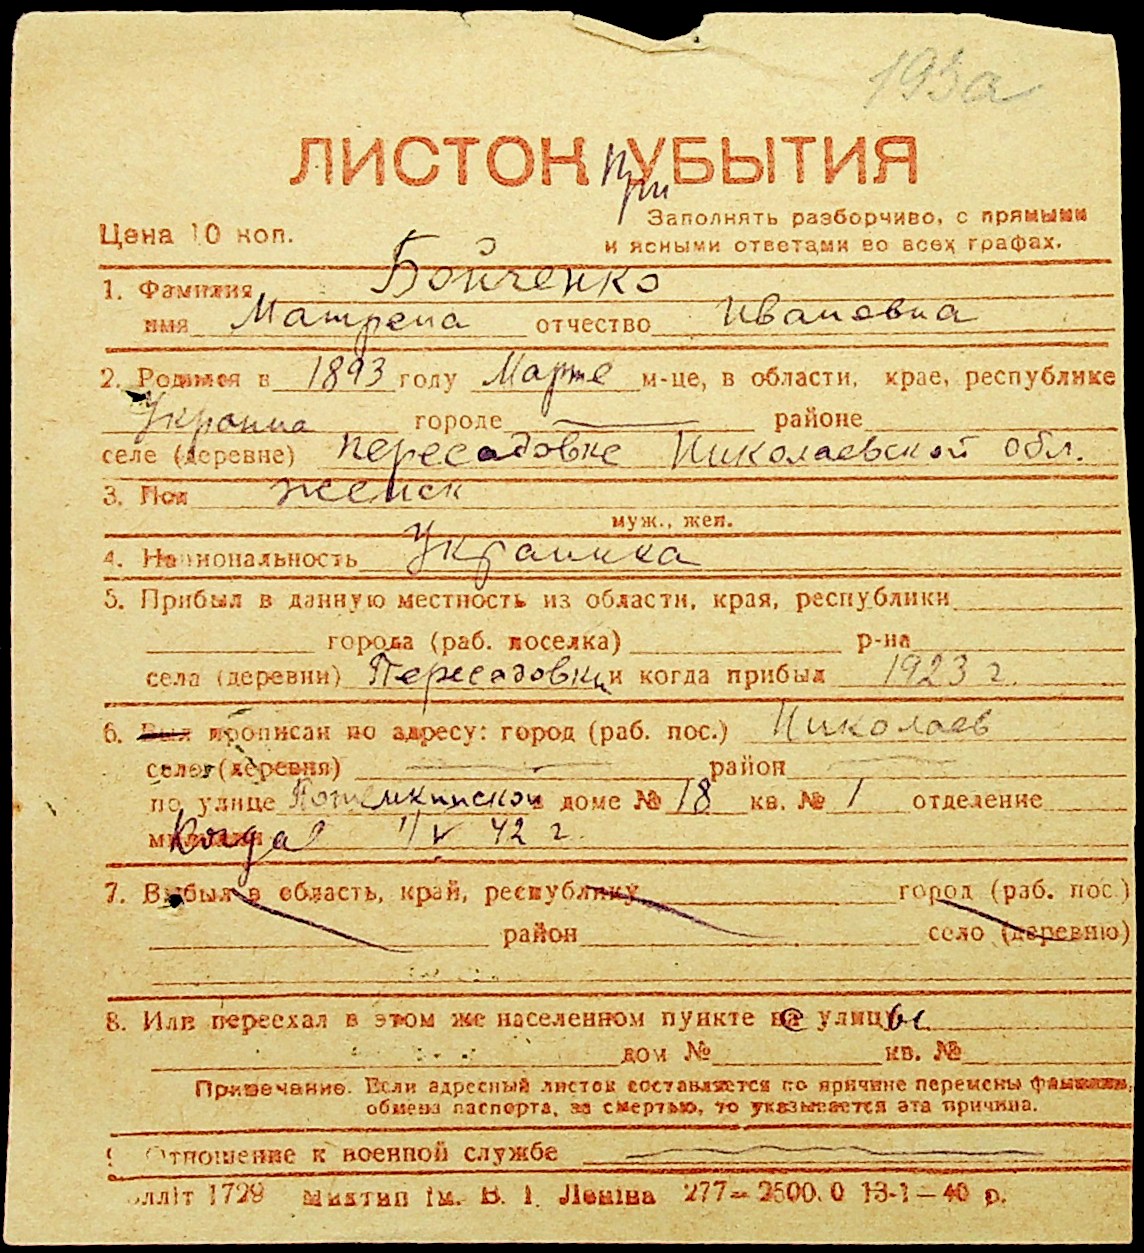 193а
ЛИСТОК При УБЫТИЯ
Цена 10 коп.
Заполнять разборчиво, с прямыми
и ясными ответами во всех графах.
1. Фамилия Бойченко
имя Матрена отчество Ивановна
2. Родился в 1893 году Марте м-це, в области, крае, республике
Украина городе районе
селе (деревне) Пересадовке Николаевской обл.
3. Пол женск
муж., жен.
4. Национальность Украинка
5. Прибыл в данную местность из области, края, республики
города (раб. поселка) р-на
села (деревни) Пересадовки и когда прибыл 1923 г.
6. Был прописан по адресу: город (раб. пос.) Николаев
село (деревня) район
по улице Потемкинской доме № 18 кв. № 1 отделение
милиции Когда 1/V 42 г.
7. Выбыл в область, край, республику город (раб. пос.)
район село (деревню)
8. Или переехал в этом же населенном пункте с улицы
дом № кв. №
Примечание. Если адресный листок составляется по причине перемены фамилии,
обмена паспорта, за смертью, то указывается эта причина.
9 Отношение к военной службе
олліт 1729 Миктип ім. В. І. Леніна 277—2500.0 13-1—40 р.